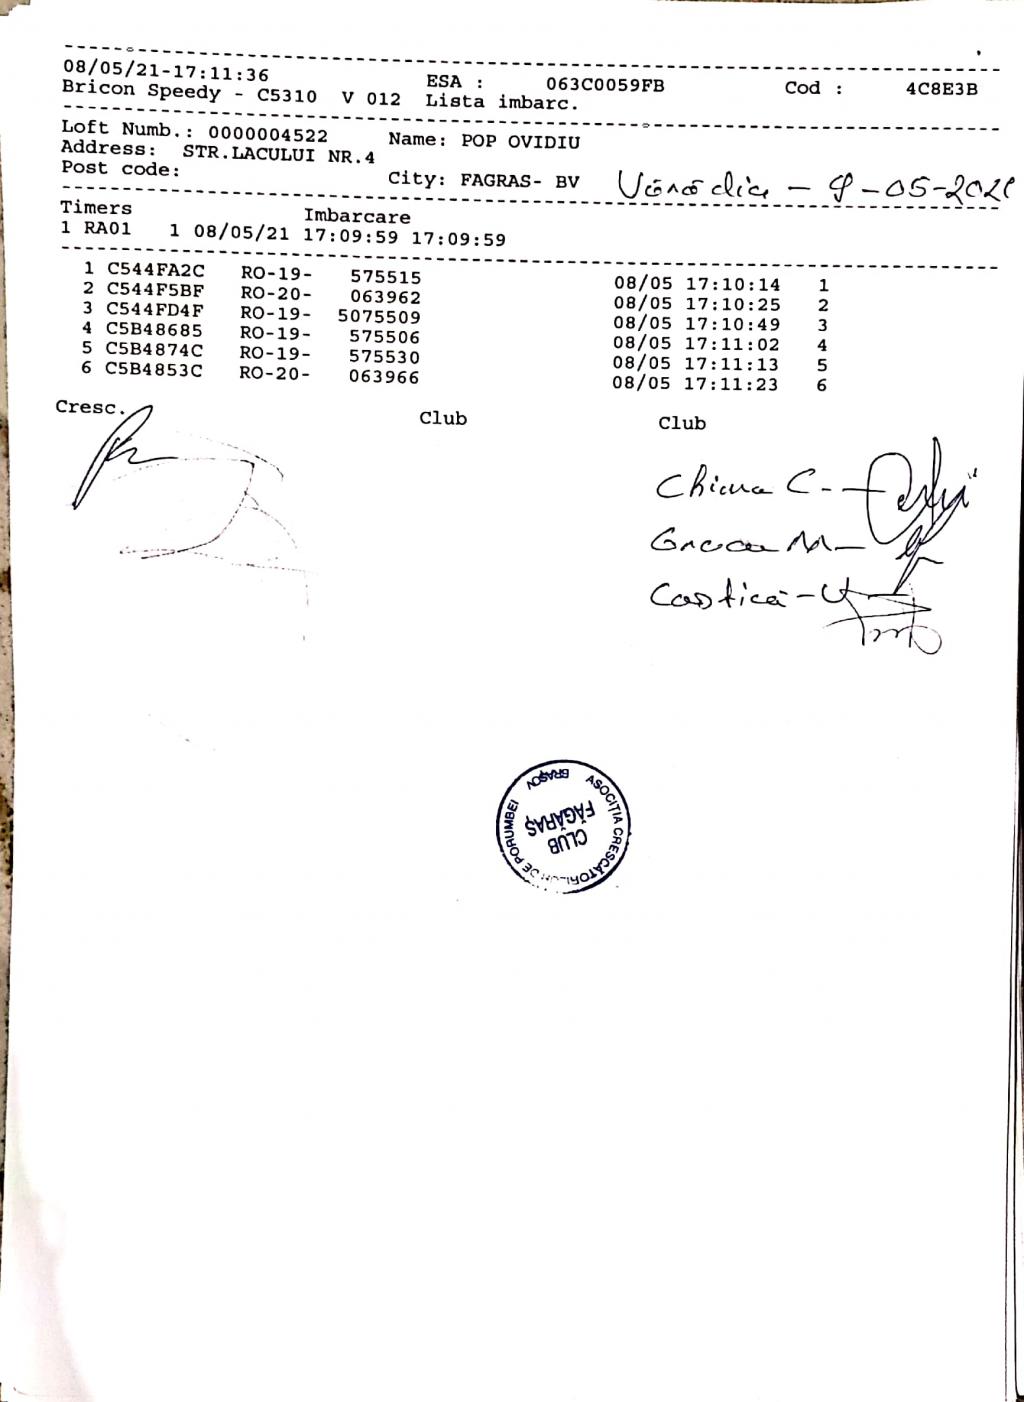 08/05/21-17:11:36 ESA : 063C0059FB Cod : 4C8E3B
Bricon Speedy - C5310 V 012 Lista imbarc.
Loft Numb.: 0000004522 Name: POP OVIDIU
Address: STR.LACULUI NR.4
Post code: City: FAGRAS- BV
Timers Imbarcare
1 RA01 1 08/05/21 17:09:59 17:09:59
1 C544FA2C RO-19- 575515 08/05 17:10:14 1
2 C544F5BF RO-20- 063962 08/05 17:10:25 2
3 C544FD4F RO-19- 5075509 08/05 17:10:49 3
4 C5B48685 RO-19- 575506 08/05 17:11:02 4
5 C5B4874C RO-19- 575530 08/05 17:11:13 5
6 C5B4853C RO-20- 063966 08/05 17:11:23 6
Cresc. Club Club
Costică
ASOCIȚIA CRESCĂTORILOR DE PORUMBEI
BRAȘOV
CLUB
FĂGĂRAȘ